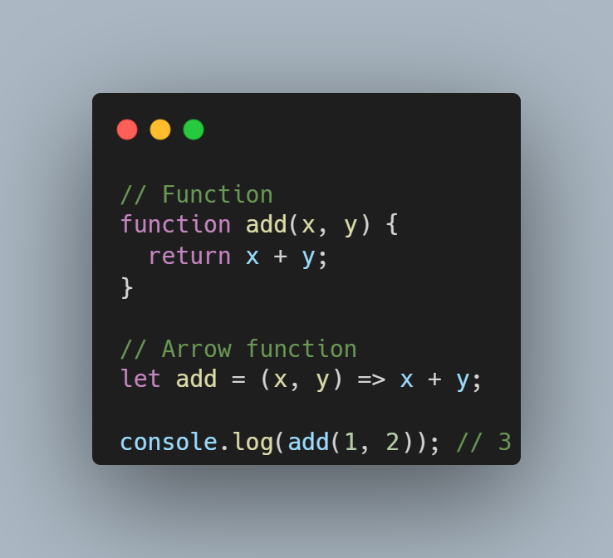 // Function
function add(x, y) {
  return x + y;
}

// Arrow function
let add = (x, y) => x + y;

console.log(add(1, 2)); // 3